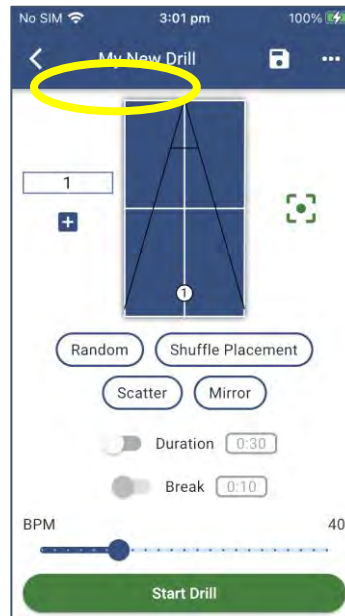 No SIM 3:01 pm 100%
My New Drill
1
1
Random Shuffle Placement
Scatter Mirror
Duration 0:30
Break 0:10
BPM 40
Start Drill